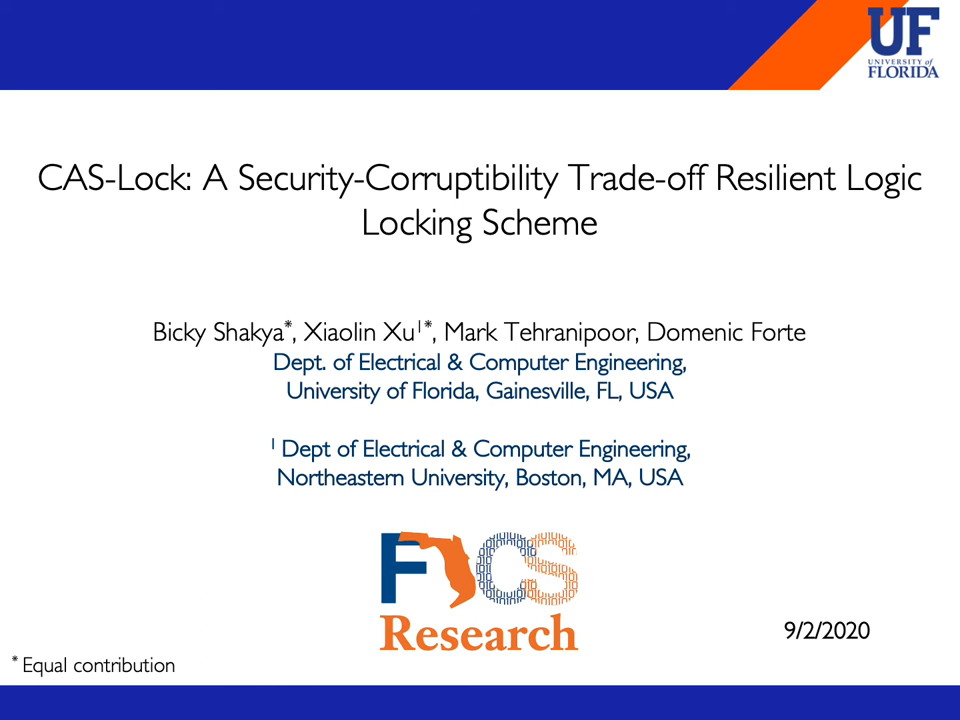 UF
UNIVERSITY of
FLORIDA
CAS-Lock: A Security-Corruptibility Trade-off Resilient Logic
Locking Scheme
Bicky Shakya*, Xiaolin Xu1*, Mark Tehranipoor, Domenic Forte
Dept. of Electrical & Computer Engineering,
University of Florida, Gainesville, FL, USA
1 Dept of Electrical & Computer Engineering,
Northeastern University, Boston, MA, USA
FICS
Research
9/2/2020
* Equal contribution